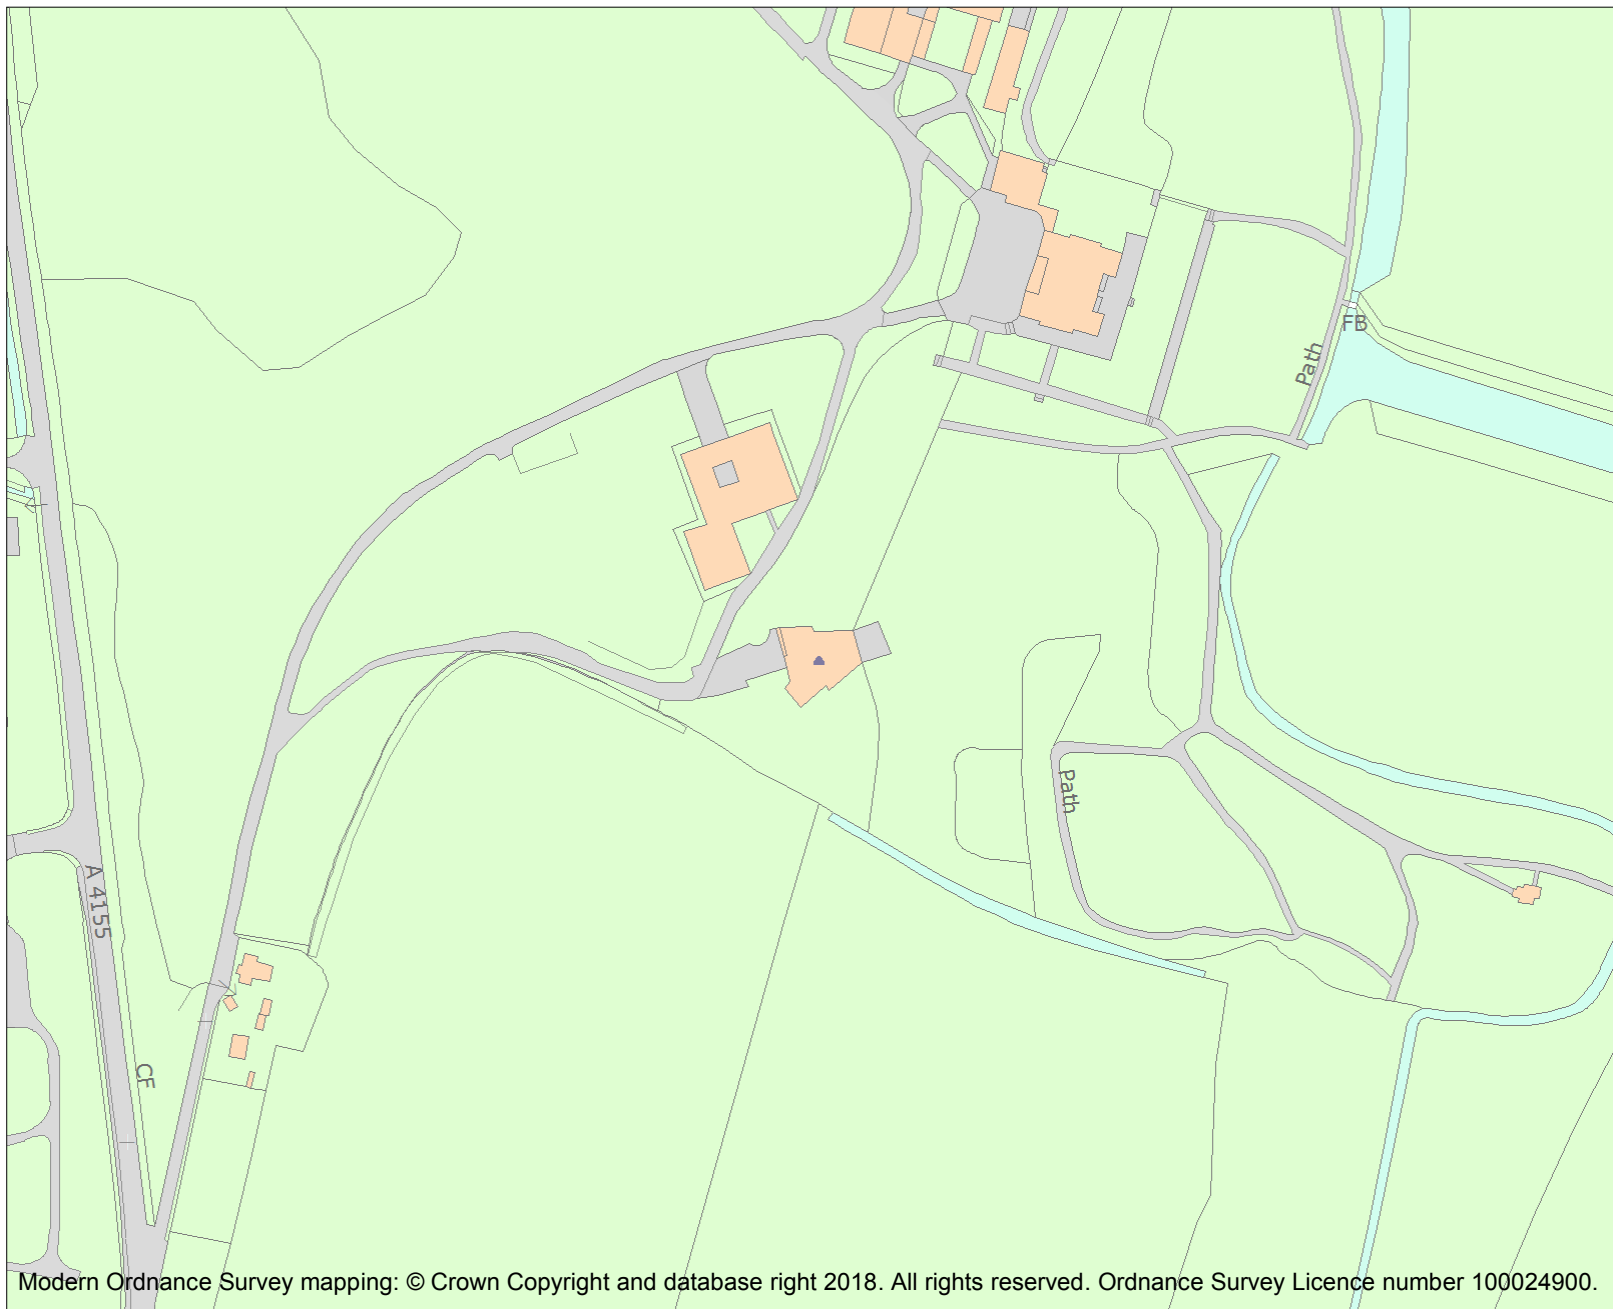 FB
Path
Path
A 4155
CF
Modern Ordnance Survey mapping: © Crown Copyright and database right 2018. All rights reserved. Ordnance Survey Licence number 100024900.